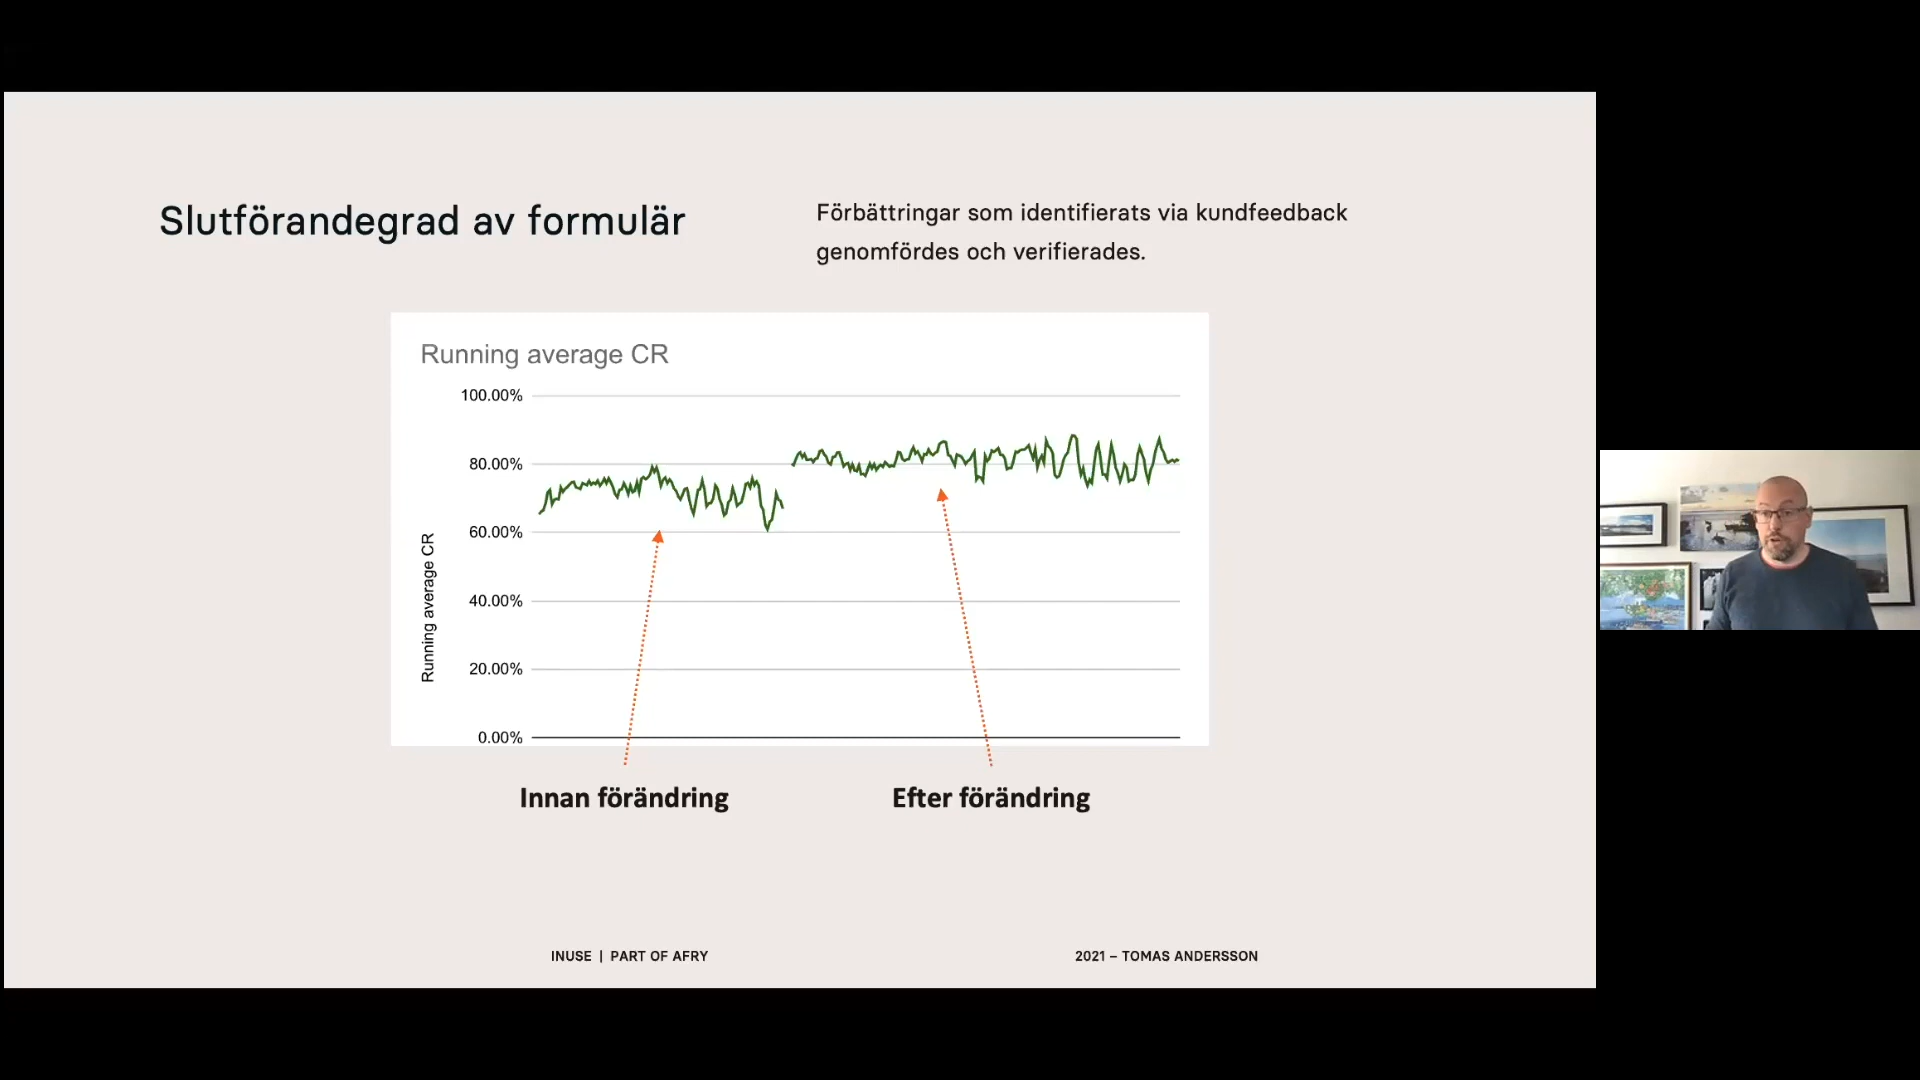 Slutförandegrad av formulär
Förbättringar som identifierats via kundfeedback
genomfördes och verifierades.
Running average CR
100.00%
80.00%
60.00%
40.00%
20.00%
0.00%
Running average CR
Innan förändring
Efter förändring
INUSE | PART OF AFRY
2021 – TOMAS ANDERSSON